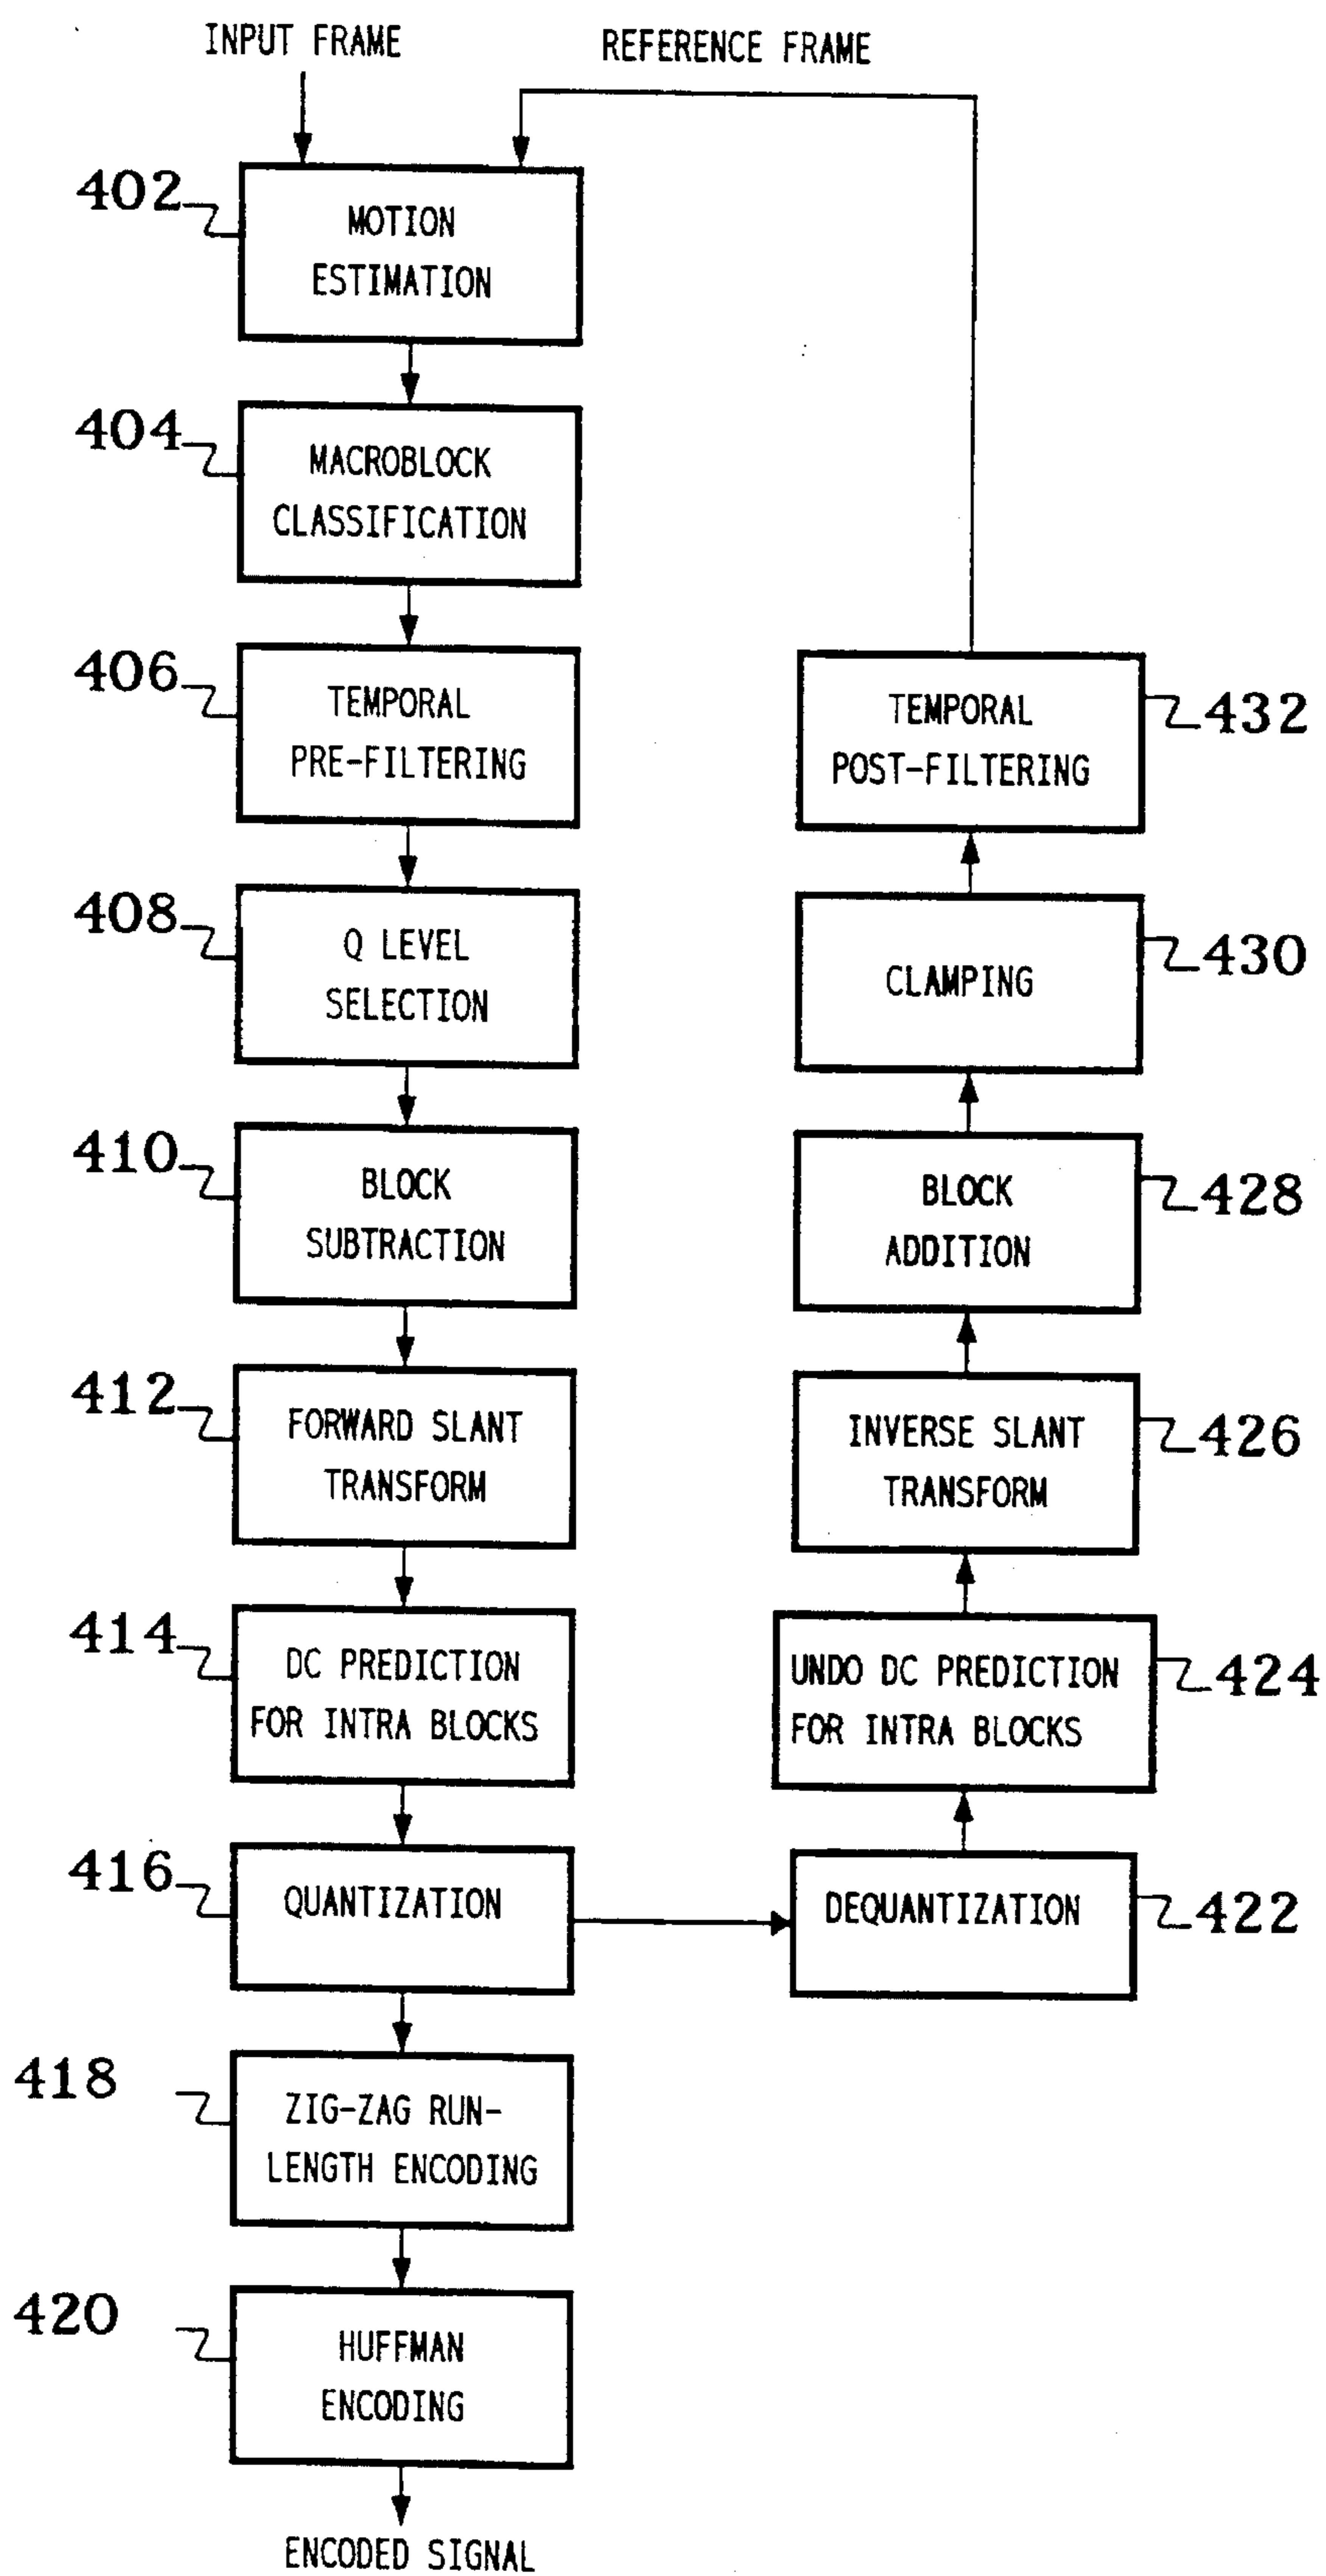 INPUT FRAME
REFERENCE FRAME
402
MOTION
ESTIMATION
404
MACROBLOCK
CLASSIFICATION
406
TEMPORAL
PRE-FILTERING
408
Q LEVEL
SELECTION
410
BLOCK
SUBTRACTION
412
FORWARD SLANT
TRANSFORM
414
DC PREDICTION
FOR INTRA BLOCKS
416
QUANTIZATION
418
ZIG-ZAG RUN-
LENGTH ENCODING
420
HUFFMAN
ENCODING
ENCODED SIGNAL
TEMPORAL
POST-FILTERING
432
CLAMPING
430
BLOCK
ADDITION
428
INVERSE SLANT
TRANSFORM
426
UNDO DC PREDICTION
FOR INTRA BLOCKS
424
DEQUANTIZATION
422